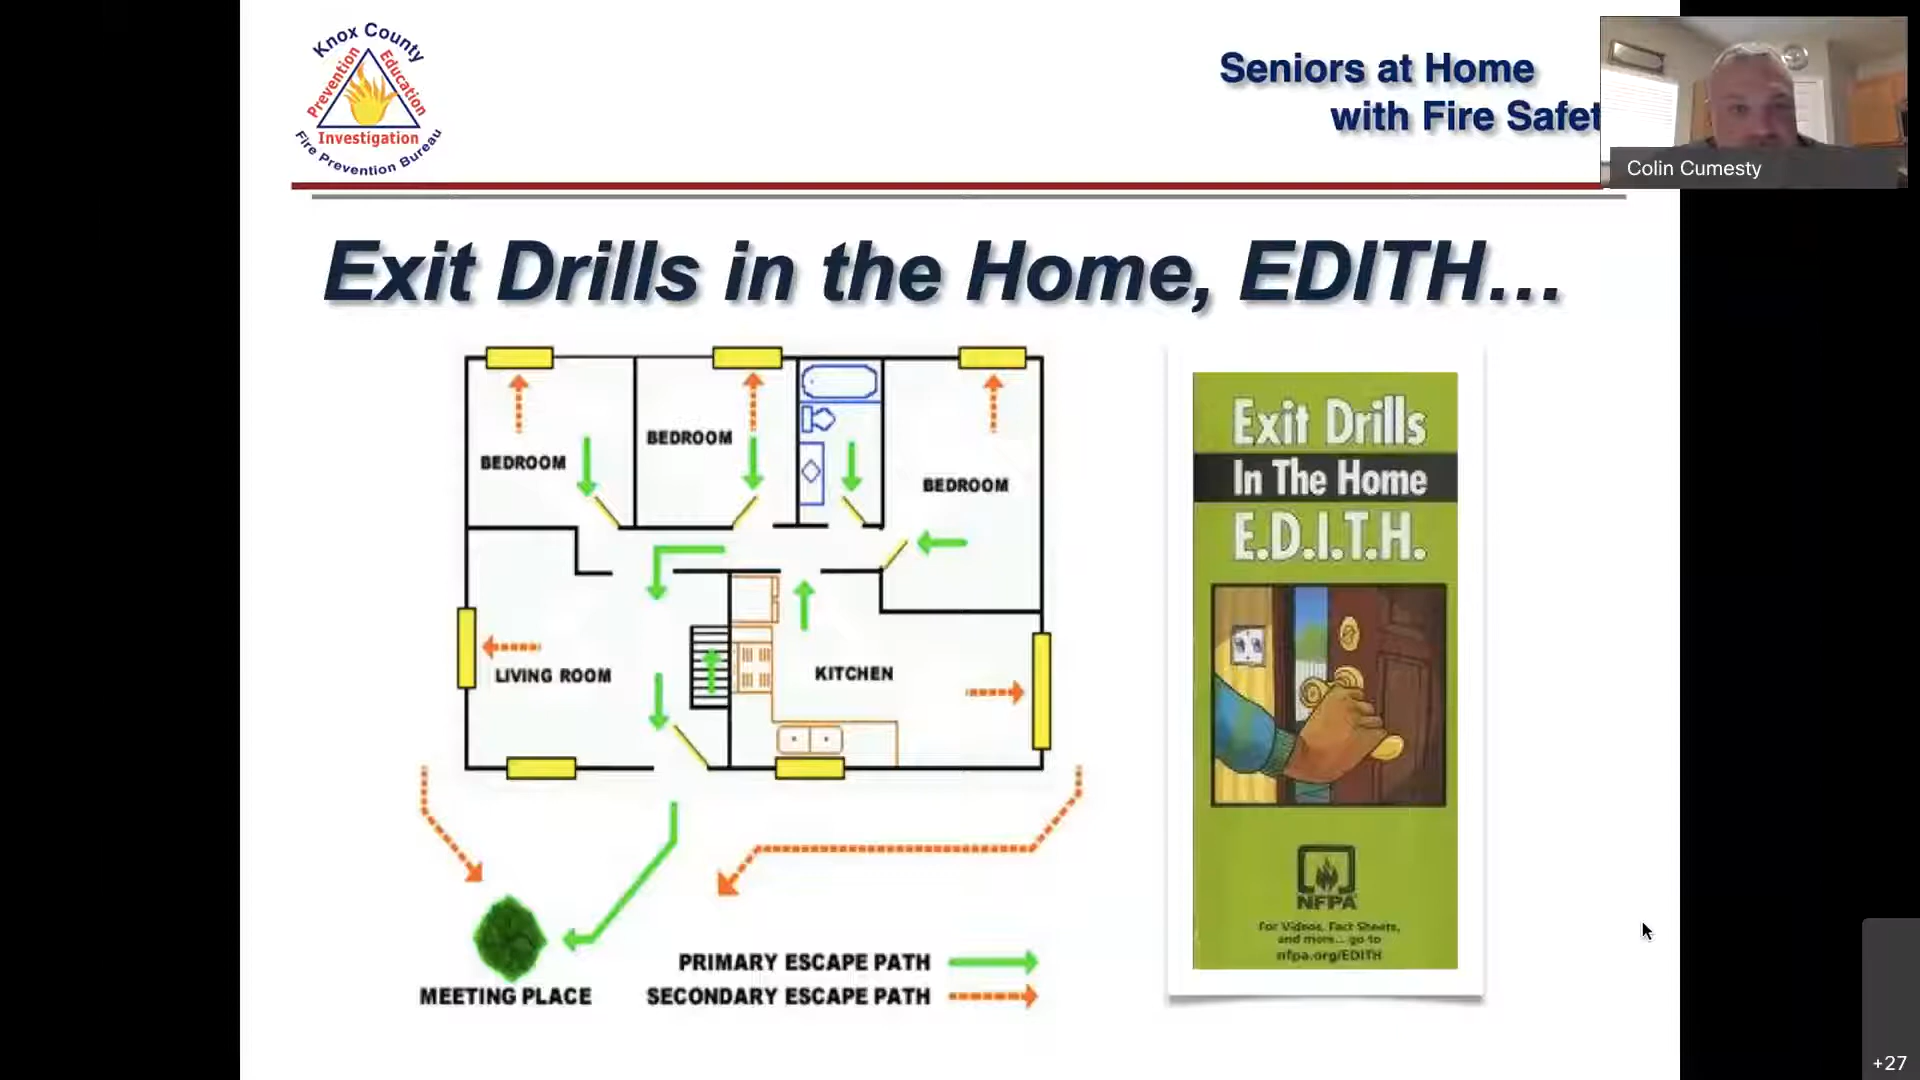 Knox County
Prevention
Education
Investigation
Fire Prevention Bureau
Seniors at Home
with Fire Safet
Colin Cumesty
Exit Drills in the Home, EDITH...
BEDROOM
BEDROOM
BEDROOM
LIVING ROOM
KITCHEN
MEETING PLACE
PRIMARY ESCAPE PATH
SECONDARY ESCAPE PATH
Exit Drills
In The Home
E.D.I.T.H.
NFPA
For Videos, Fact Sheets,
and more... go to
nfpa.org/EDITH
+27